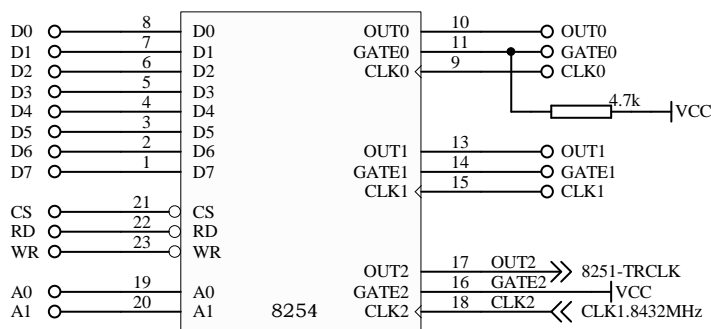 D0 8 D0 OUT0 10 OUT0
D1 7 D1 GATE0 11 GATE0
D2 6 D2 CLK0 9 CLK0
D3 5 D3
D4 4 D4 4.7k VCC
D5 3 D5
D6 2 D6 OUT1 13 OUT1
D7 1 D7 GATE1 14 GATE1
CLK1 15 CLK1
CS 21 CS
RD 22 RD
WR 23 WR
OUT2 17 OUT2 8251-TRCLK
A0 19 A0 GATE2 16 GATE2 VCC
A1 20 A1 8254 CLK2 18 CLK2 CLK1.8432MHz